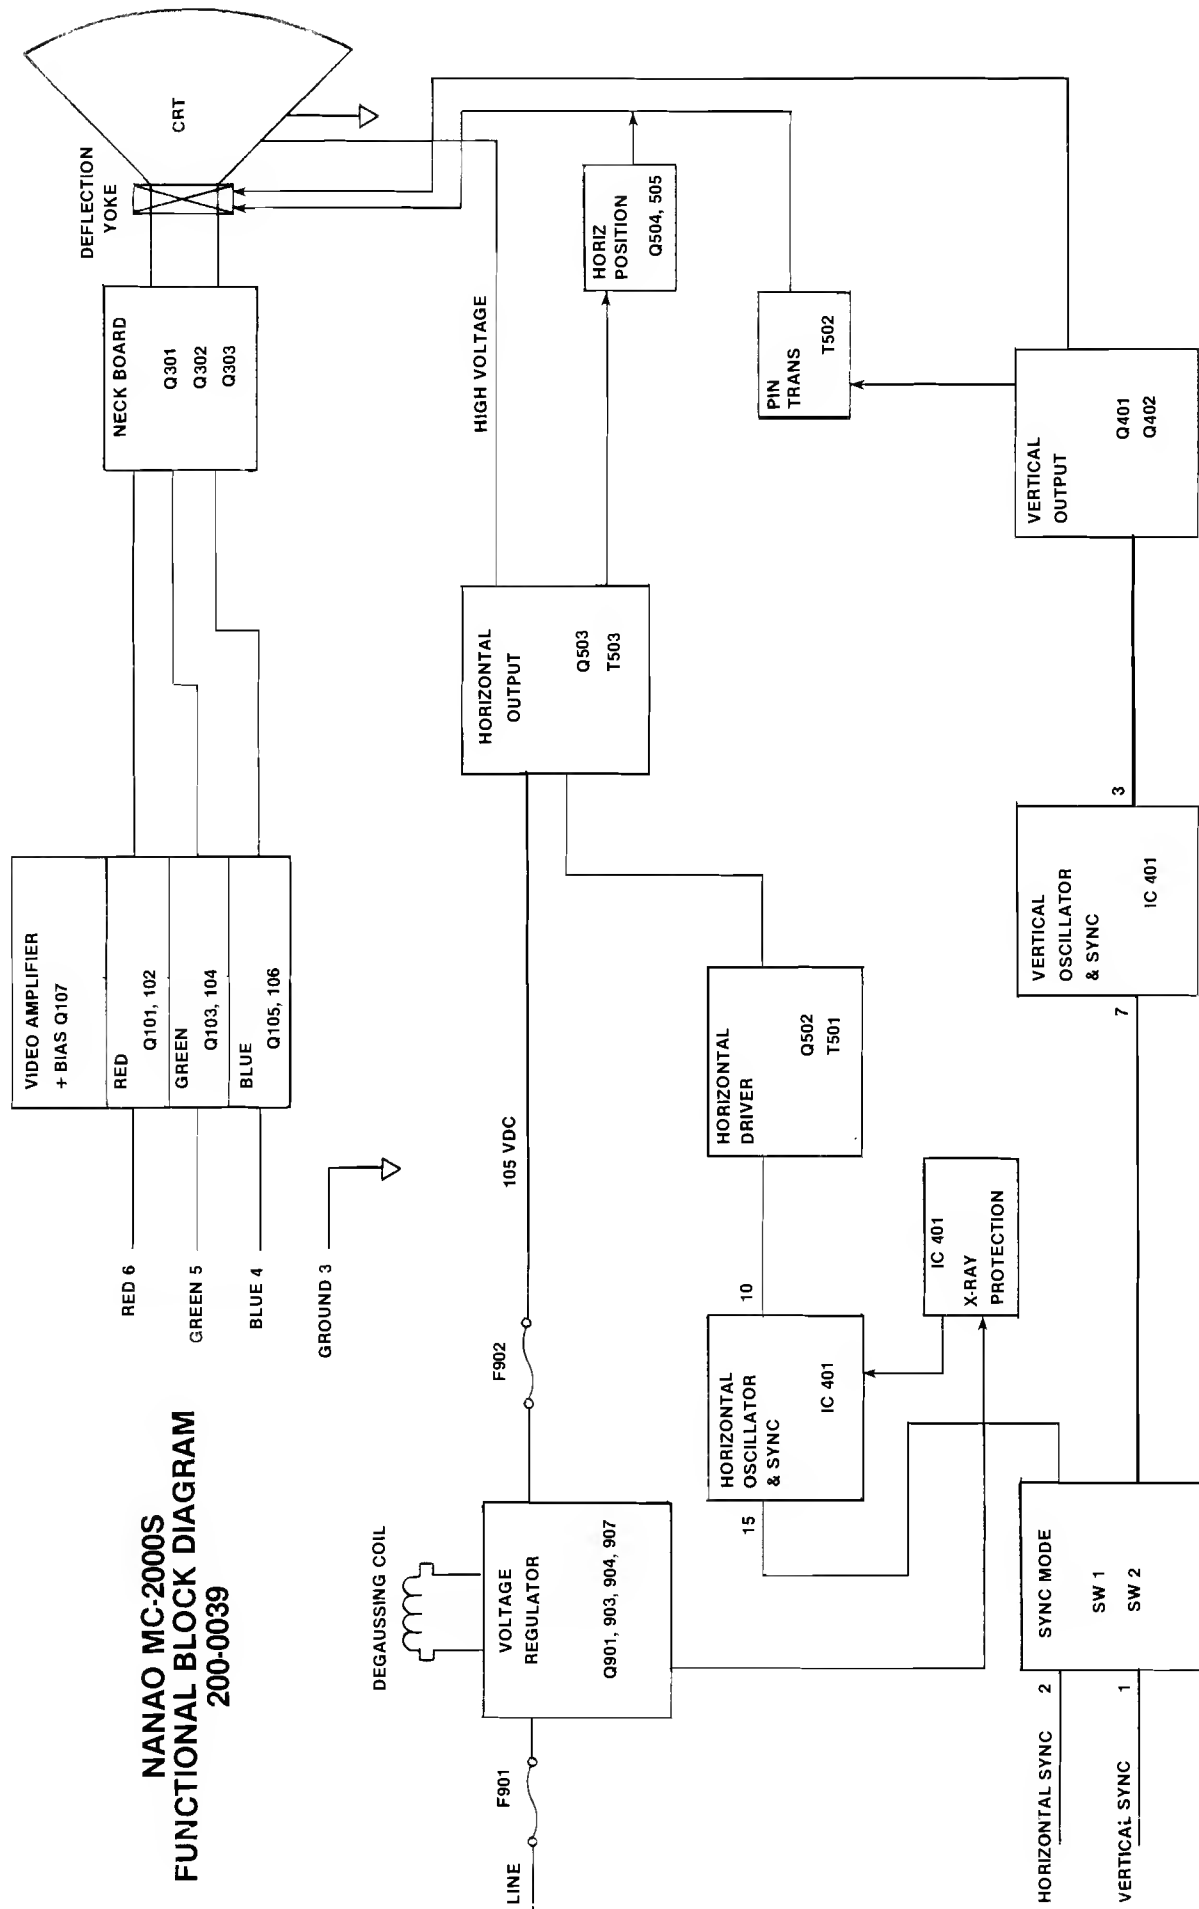 NANAO MC-2000S
FUNCTIONAL BLOCK DIAGRAM
200-0039
RED 6
GREEN 5
BLUE 4
GROUND 3
VIDEO AMPLIFIER
+ BIAS Q107
RED
Q101, 102
GREEN
Q103, 104
BLUE
Q105, 106
NECK BOARD
Q301
Q302
Q303
DEFLECTION
YOKE
CRT
LINE
F901
DEGAUSSING COIL
VOLTAGE
REGULATOR
Q901, 903, 904, 907
F902
105 VDC
HORIZONTAL
OUTPUT
Q503
T503
HIGH VOLTAGE
HORIZ
POSITION
Q504, 505
15
HORIZONTAL
OSCILLATOR
& SYNC
IC 401
10
HORIZONTAL
DRIVER
Q502
T501
PIN
TRANS
T502
IC 401
X-RAY
PROTECTION
HORIZONTAL SYNC
2
VERTICAL SYNC
1
SYNC MODE
SW 1
SW 2
7
VERTICAL
OSCILLATOR
& SYNC
IC 401
3
VERTICAL
OUTPUT
Q401
Q402